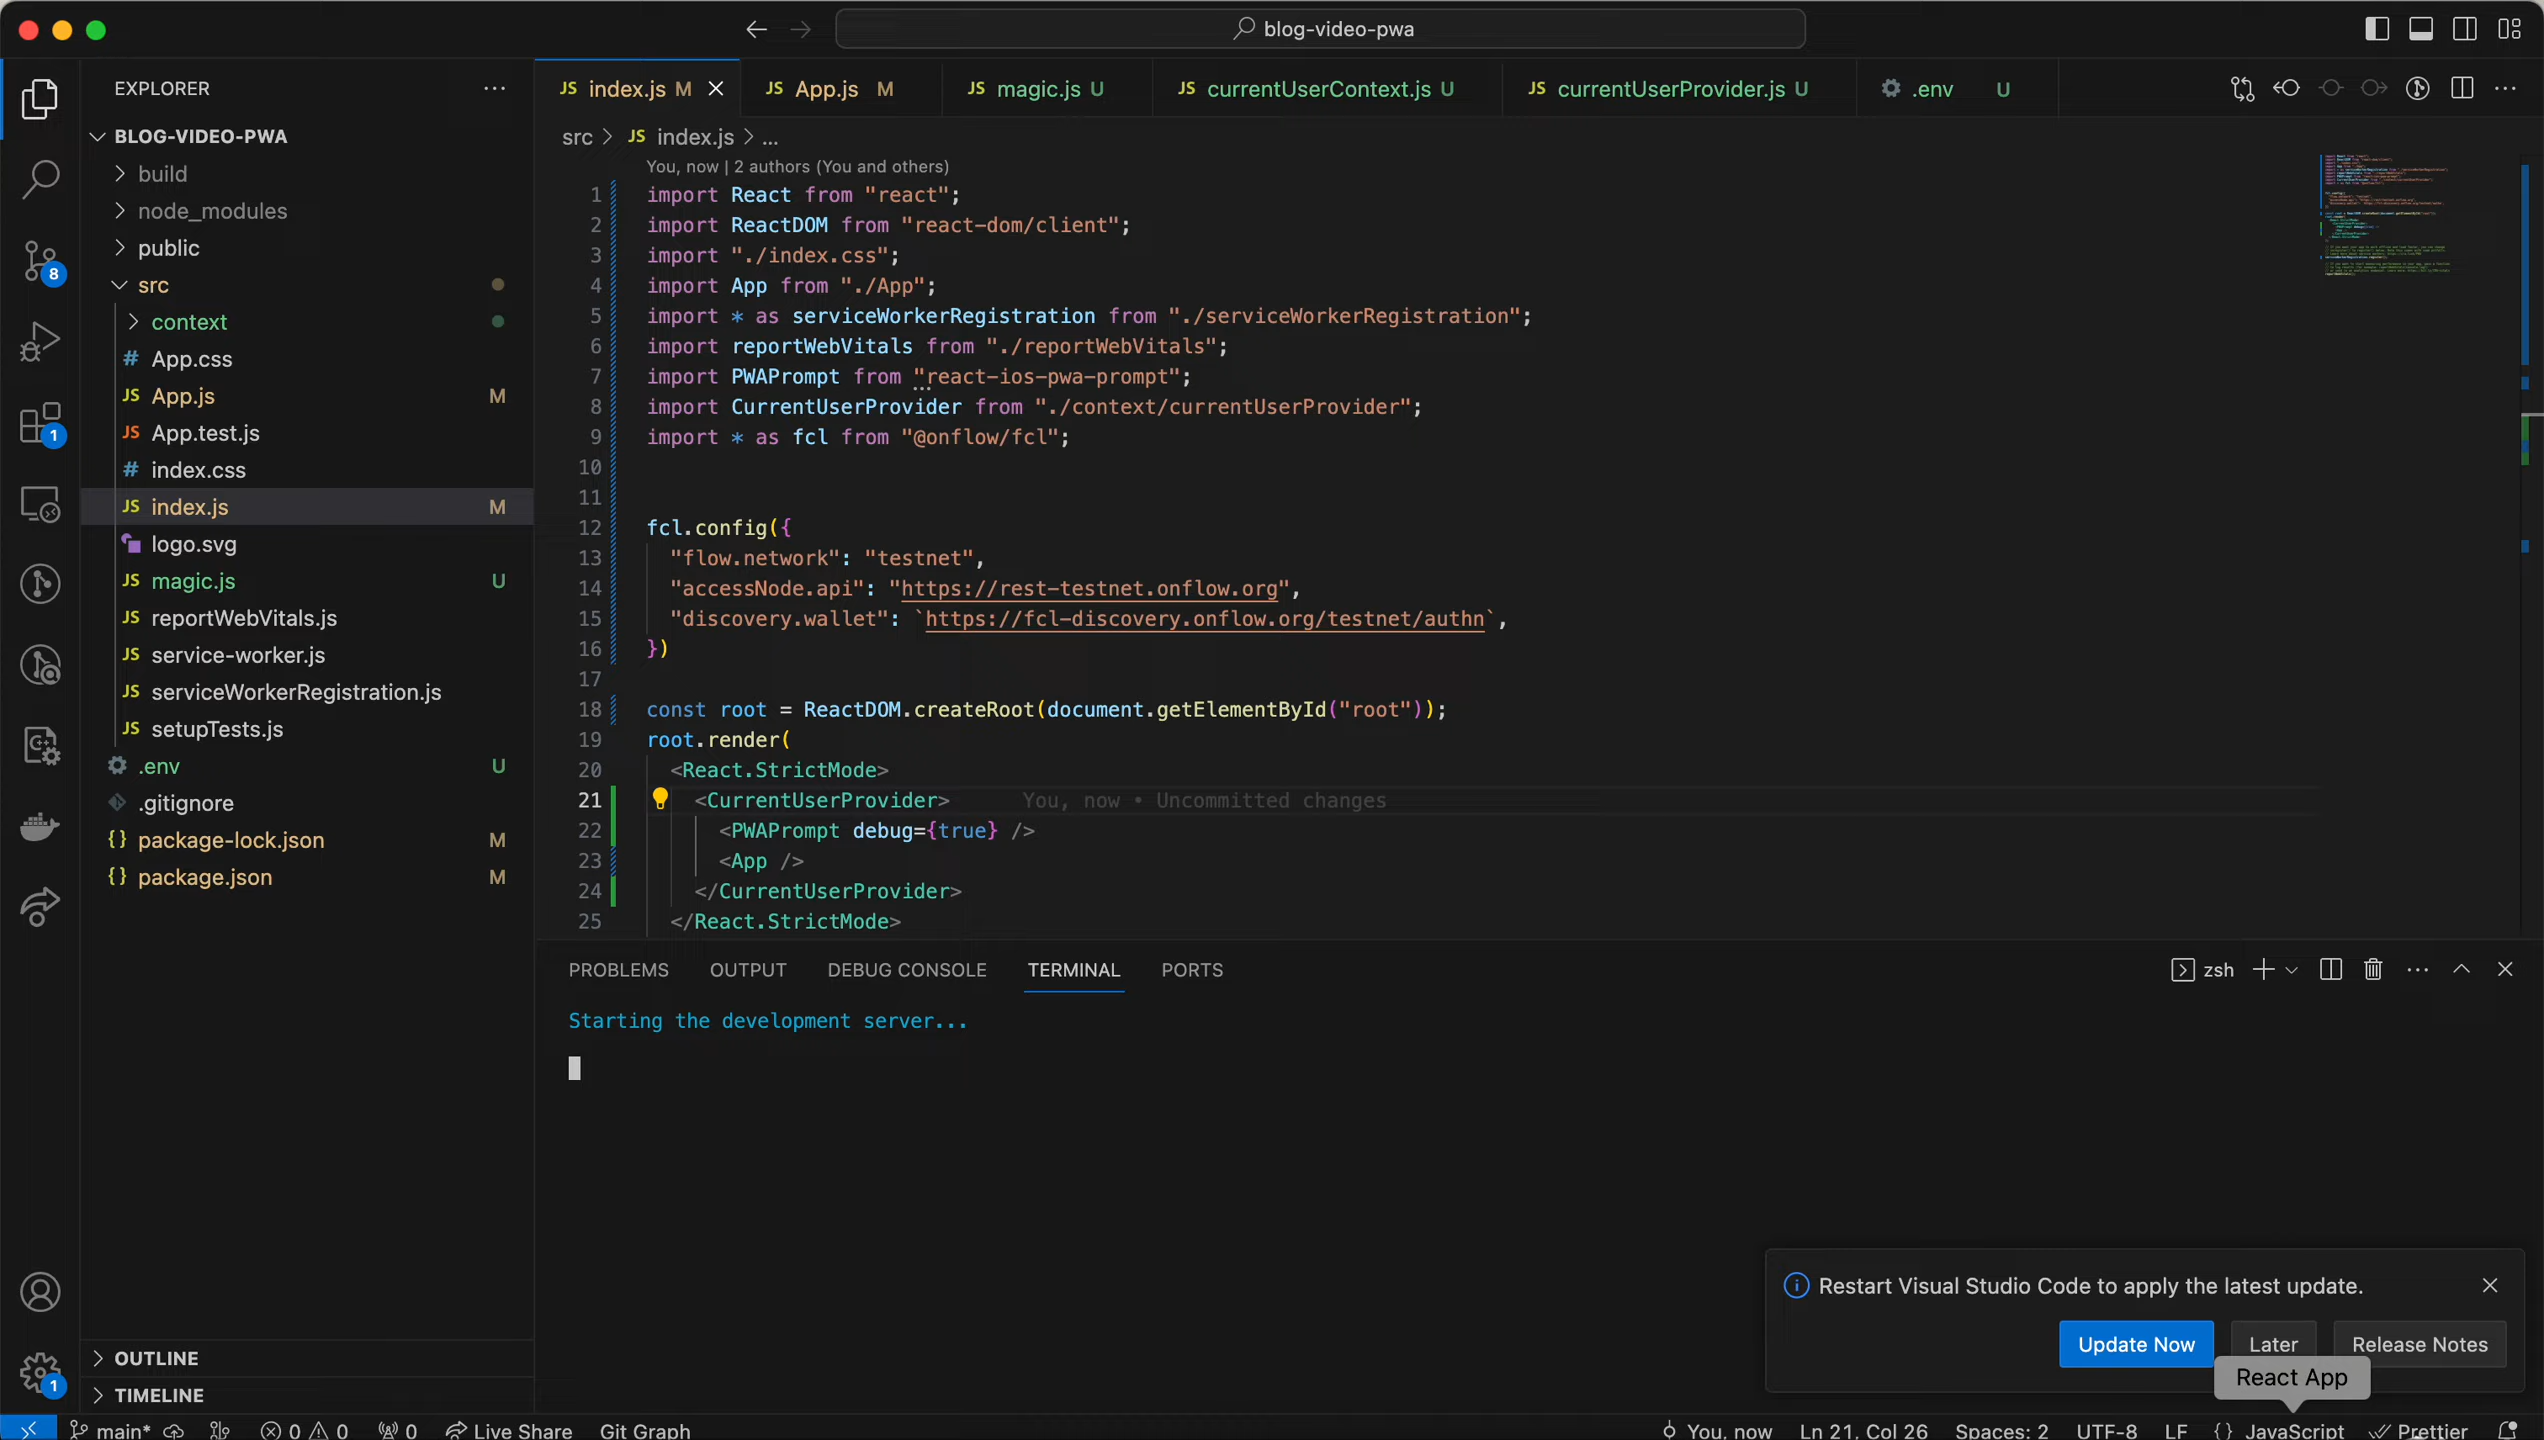 blog-video-pwa
EXPLORER
BLOG-VIDEO-PWA
build
node_modules
public
src
context
# App.css
JS App.js M
JS App.test.js
# index.css
JS index.js M
logo.svg
JS magic.js U
JS reportWebVitals.js
JS service-worker.js
JS serviceWorkerRegistration.js
JS setupTests.js
.env U
.gitignore
{} package-lock.json M
{} package.json M
OUTLINE
TIMELINE
8
1
1
JS index.js M
JS App.js M
JS magic.js U
JS currentUserContext.js U
JS currentUserProvider.js U
.env U
src > JS index.js > ...
You, now | 2 authors (You and others)
1 import React from "react";
2 import ReactDOM from "react-dom/client";
3 import "./index.css";
4 import App from "./App";
5 import * as serviceWorkerRegistration from "./serviceWorkerRegistration";
6 import reportWebVitals from "./reportWebVitals";
7 import PWAPrompt from "react-ios-pwa-prompt";
8 import CurrentUserProvider from "./context/currentUserProvider";
9 import * as fcl from "@onflow/fcl";
10
11
12 fcl.config({
13 "flow.network": "testnet",
14 "accessNode.api": "https://rest-testnet.onflow.org",
15 "discovery.wallet": `https://fcl-discovery.onflow.org/testnet/authn`,
16 })
17
18 const root = ReactDOM.createRoot(document.getElementById("root"));
19 root.render(
20 <React.StrictMode>
21 <CurrentUserProvider> You, now • Uncommitted changes
22 <PWAPrompt debug={true} />
23 <App />
24 </CurrentUserProvider>
25 </React.StrictMode>
PROBLEMS OUTPUT DEBUG CONSOLE TERMINAL PORTS
zsh
Starting the development server...
Restart Visual Studio Code to apply the latest update.
Update Now Later Release Notes
React App
main* 0 0 0 Live Share Git Graph
You, now Ln 21, Col 26 Spaces: 2 UTF-8 LF {} JavaScript Prettier